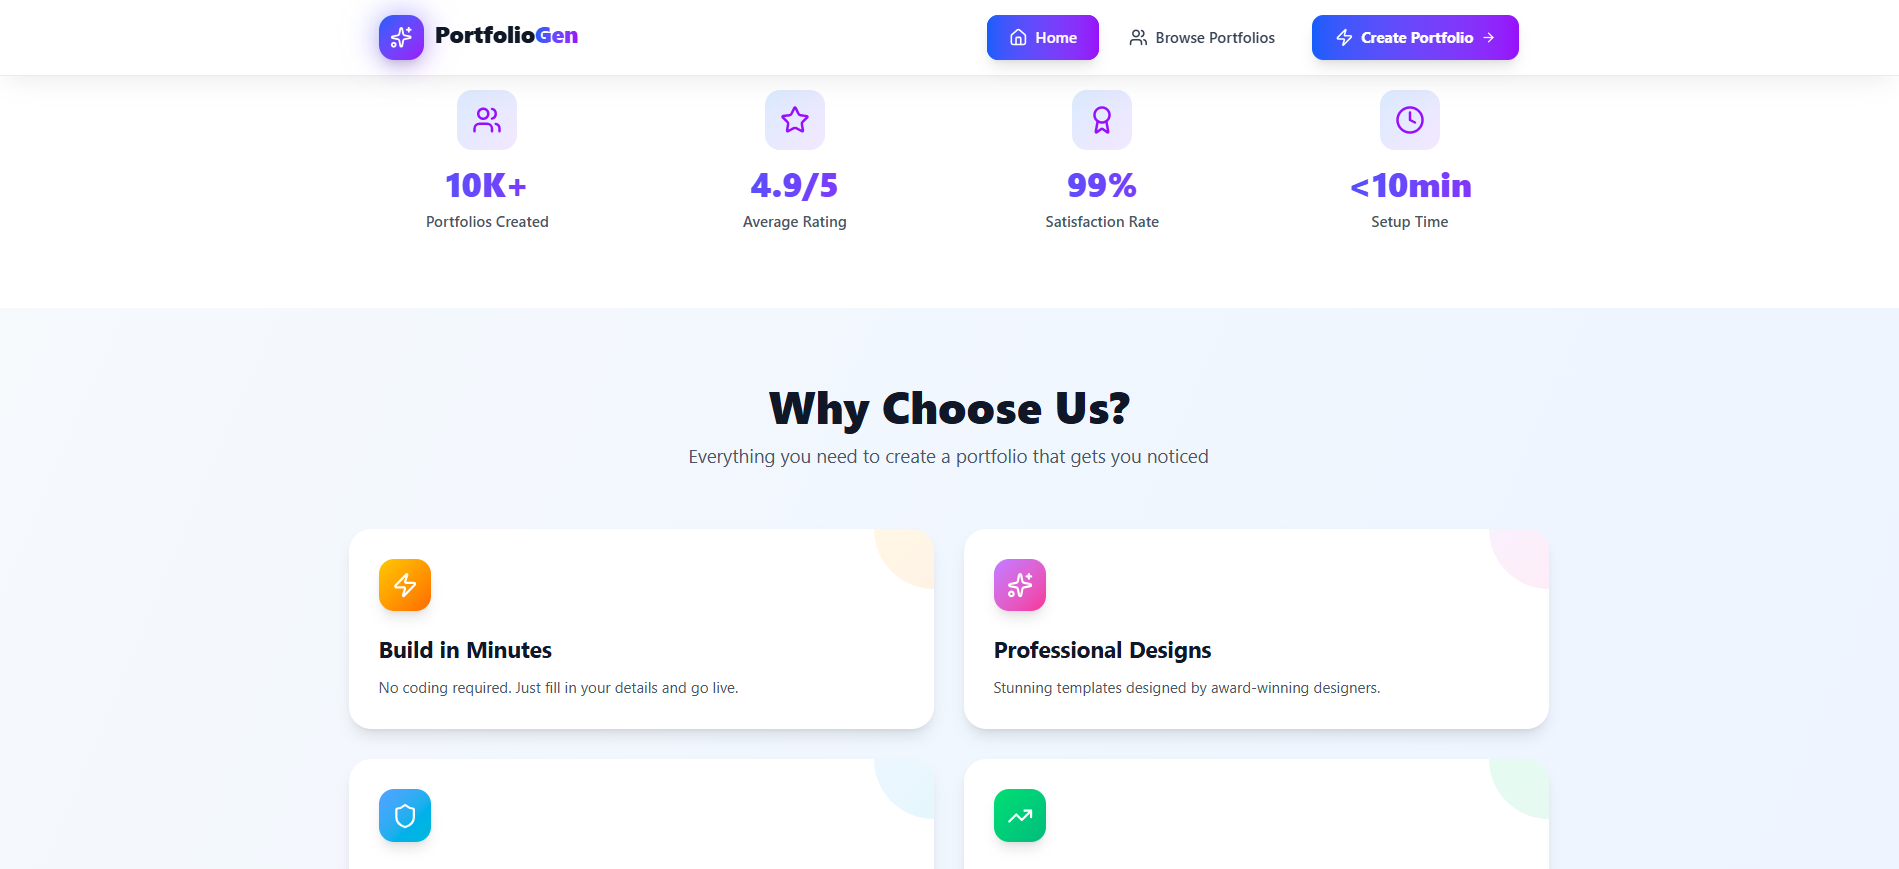 PortfolioGen
Home
Browse Portfolios
Create Portfolio
10K+
Portfolios Created
4.9/5
Average Rating
99%
Satisfaction Rate
<10min
Setup Time
Why Choose Us?
Everything you need to create a portfolio that gets you noticed
Build in Minutes
No coding required. Just fill in your details and go live.
Professional Designs
Stunning templates designed by award-winning designers.